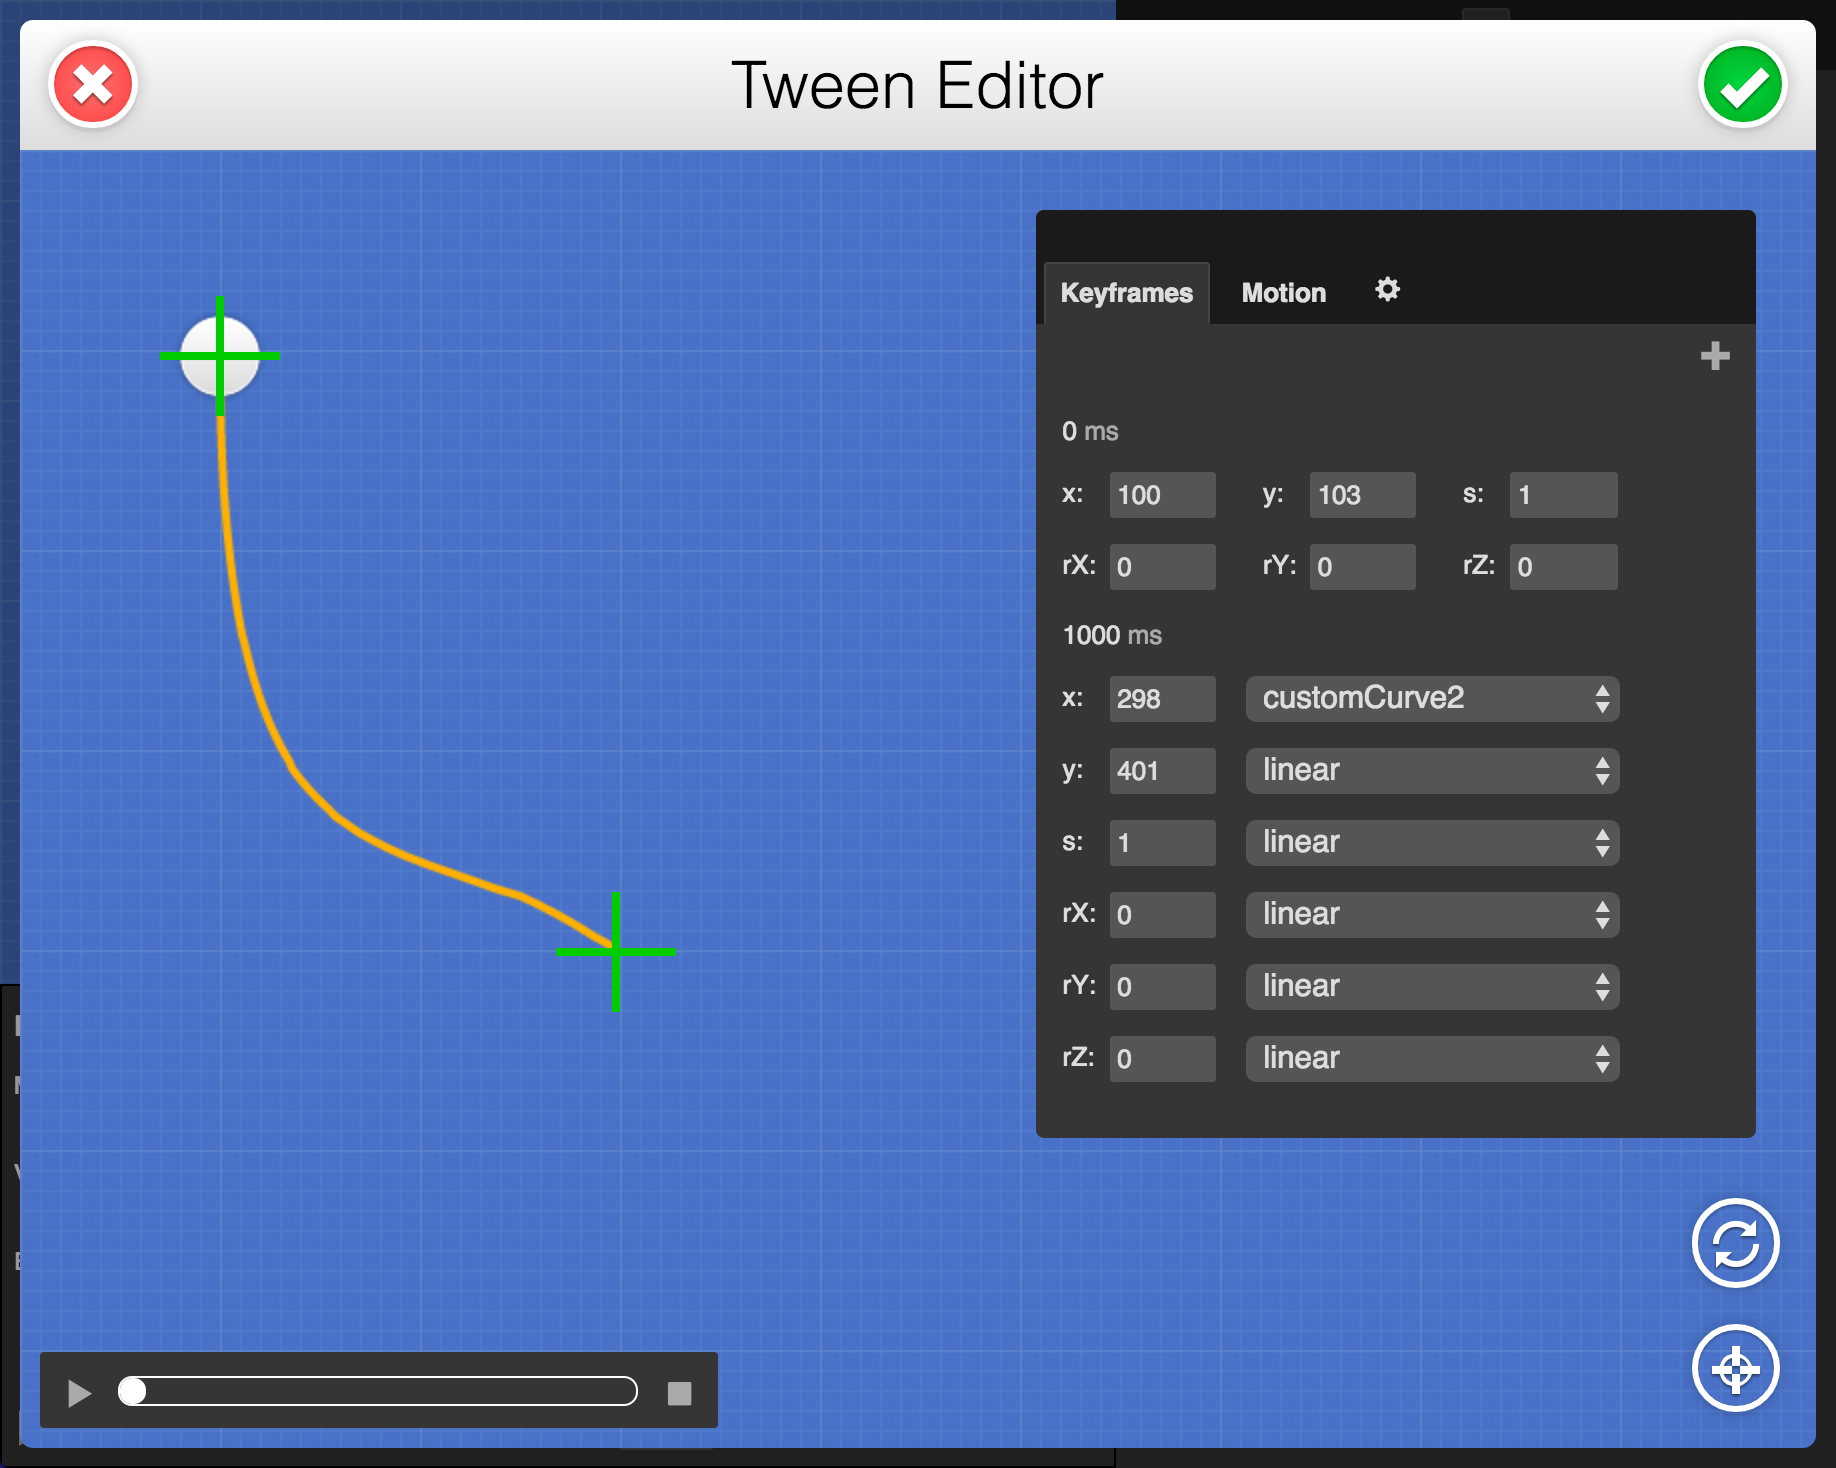 Tween Editor
Keyframes Motion
0 ms
x: 100 y: 103 s: 1
rX: 0 rY: 0 rZ: 0
1000 ms
x: 298 customCurve2
y: 401 linear
s: 1 linear
rX: 0 linear
rY: 0 linear
rZ: 0 linear